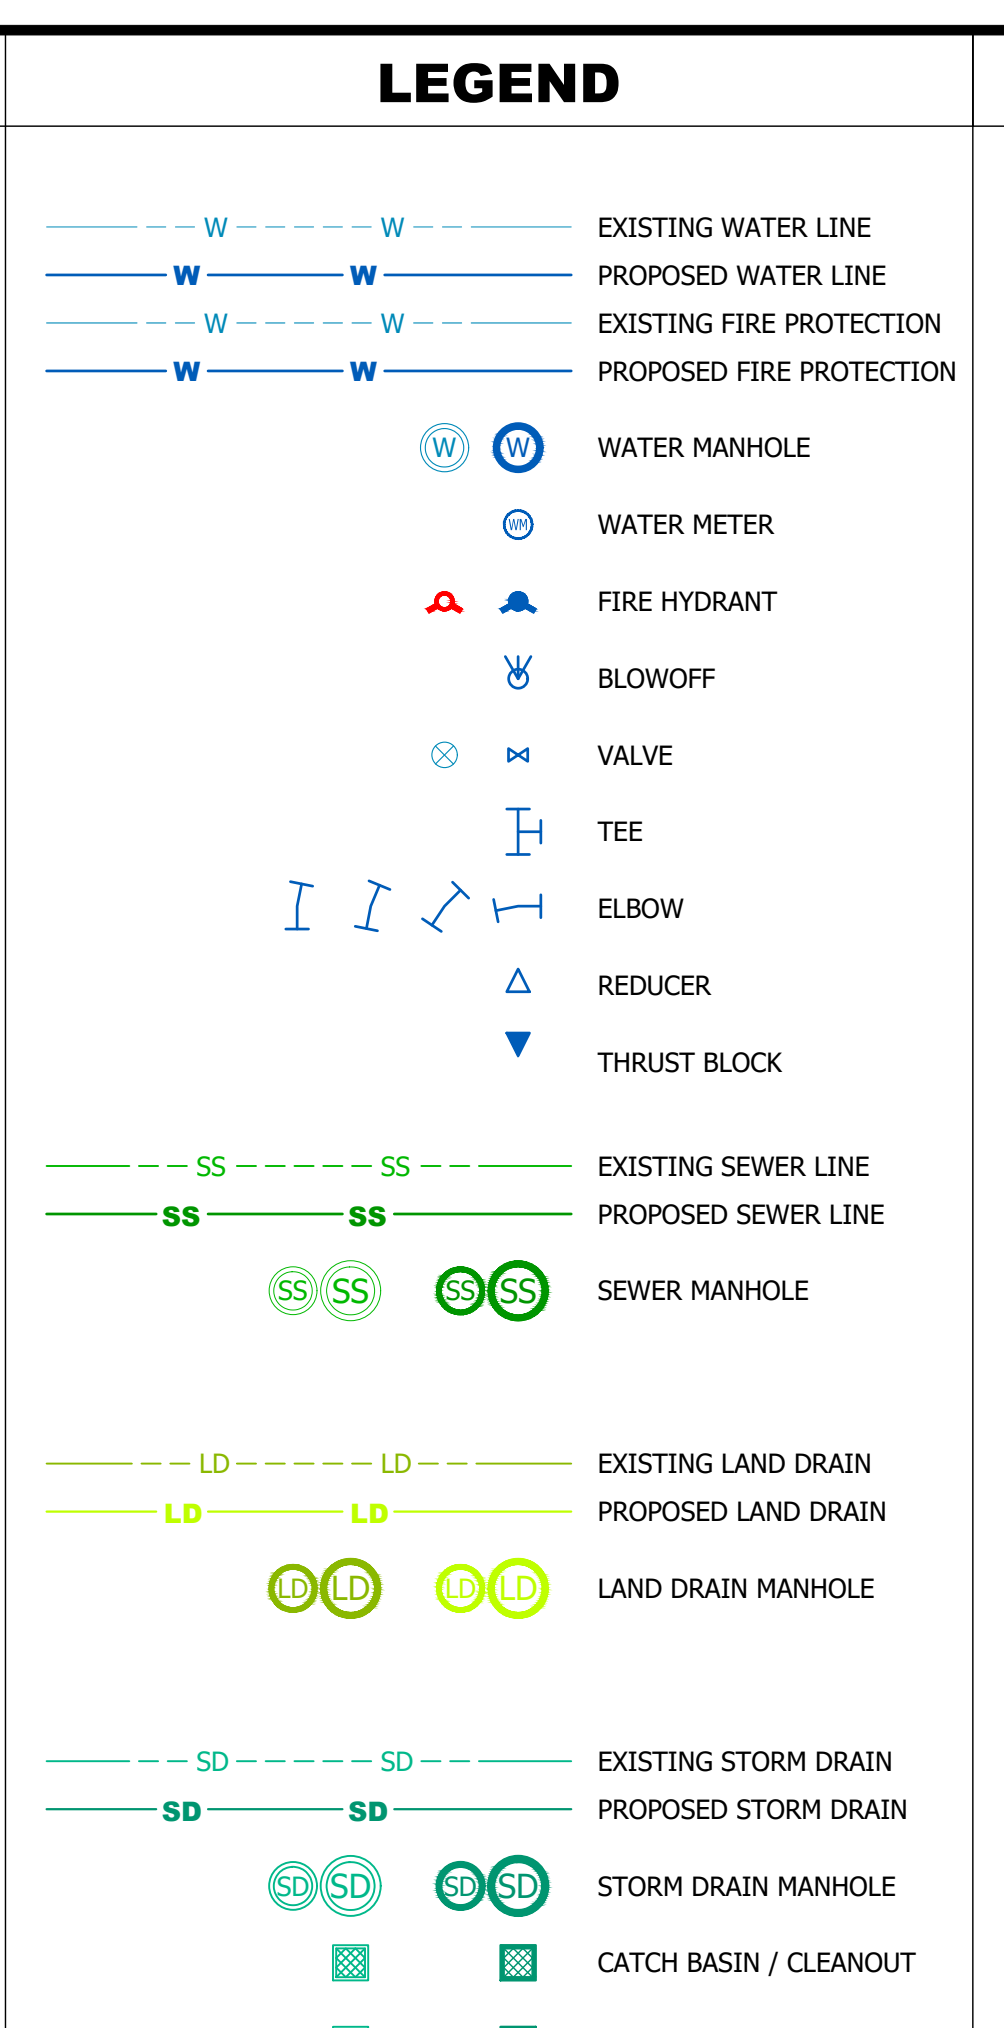 LEGEND
W W EXISTING WATER LINE
W W PROPOSED WATER LINE
W W EXISTING FIRE PROTECTION
W W PROPOSED FIRE PROTECTION
W W WATER MANHOLE
WM WATER METER
FIRE HYDRANT
BLOWOFF
VALVE
TEE
ELBOW
REDUCER
THRUST BLOCK
SS SS EXISTING SEWER LINE
SS SS PROPOSED SEWER LINE
SS SS SS SS SEWER MANHOLE
LD LD EXISTING LAND DRAIN
LD LD PROPOSED LAND DRAIN
LD LD LD LD LAND DRAIN MANHOLE
SD SD EXISTING STORM DRAIN
SD SD PROPOSED STORM DRAIN
SD SD SD SD STORM DRAIN MANHOLE
CATCH BASIN / CLEANOUT